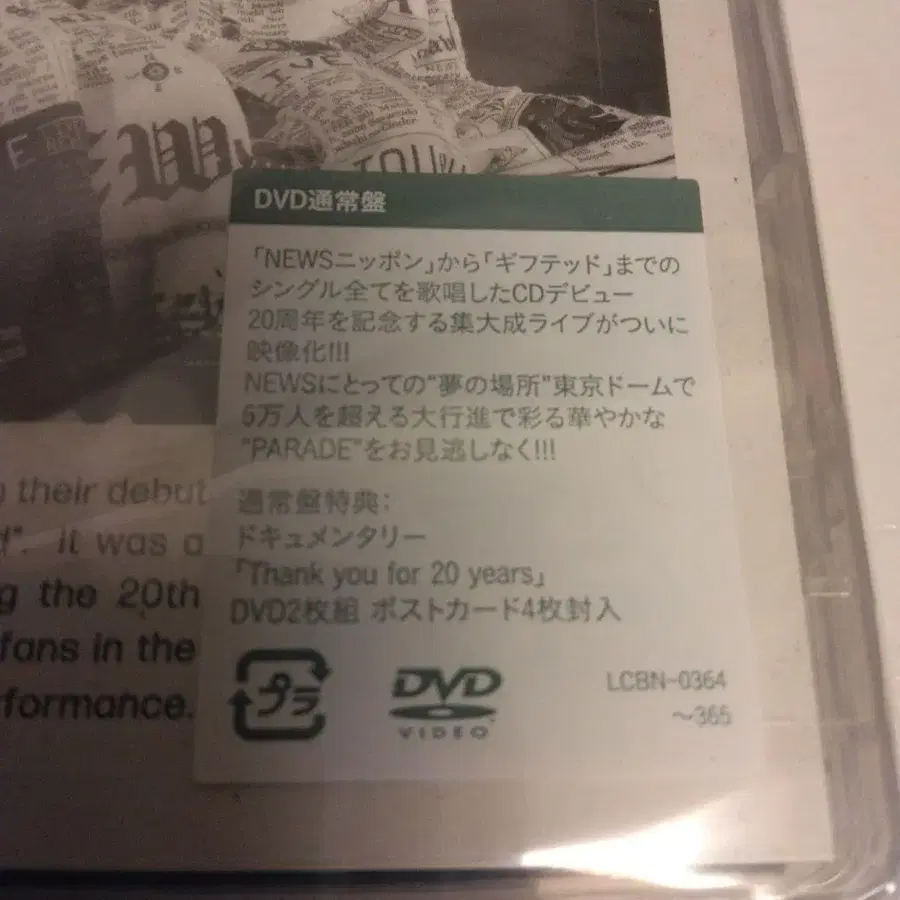 DVD通常盤
「NEWSニッポン」から「ギフテッド」までの
シングル全てを歌唱したCDデビュー
20周年を記念する集大成ライブがついに
映像化!!!
NEWSにとっての“夢の場所”東京ドームで
5万人を超える大行進で彩る華やかな
“PARADE”をお見逃しなく!!!
通常盤特典:
ドキュメンタリー
「Thank you for 20 years」
DVD2枚組 ポストカード4枚封入
プラ
DVD
VIDEO
LCBN-0364
～365
their debut
It was a
the 20th
fans in the